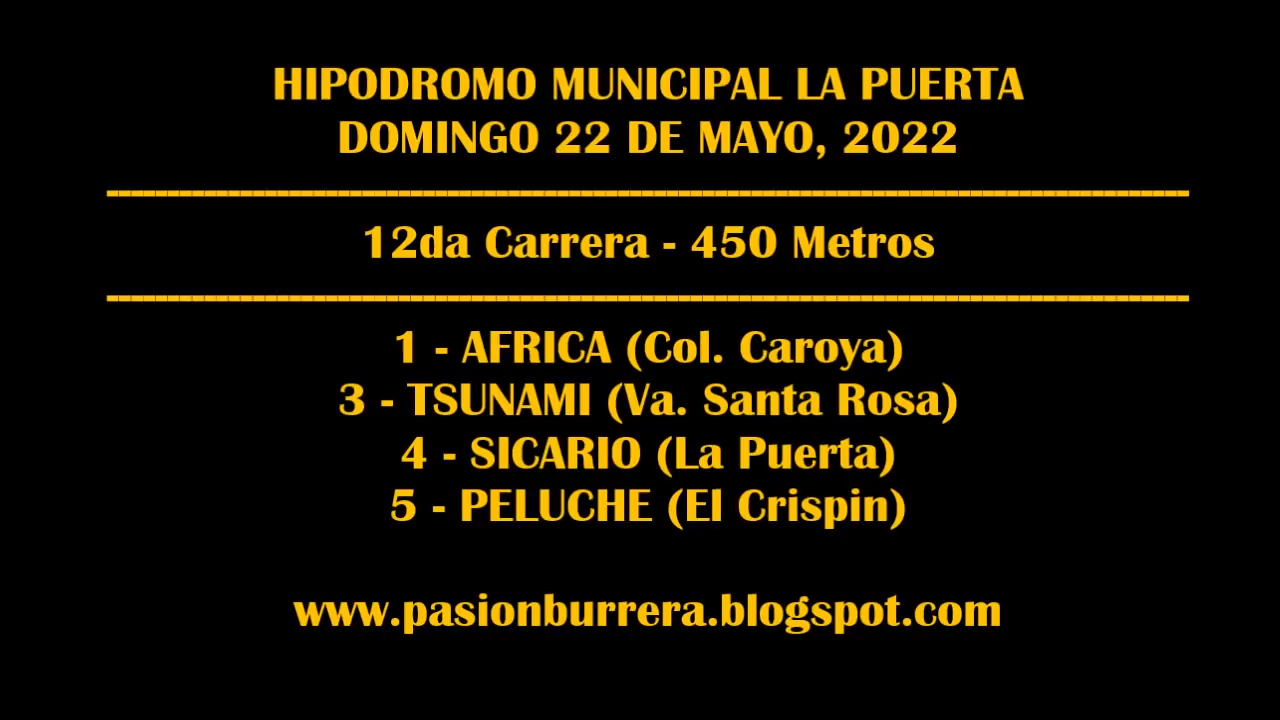 HIPODROMO MUNICIPAL LA PUERTA
DOMINGO 22 DE MAYO, 2022
12da Carrera - 450 Metros
1 - AFRICA (Col. Caroya)
3 - TSUNAMI (Va. Santa Rosa)
4 - SICARIO (La Puerta)
5 - PELUCHE (El Crispin)
www.pasionburrera.blogspot.com